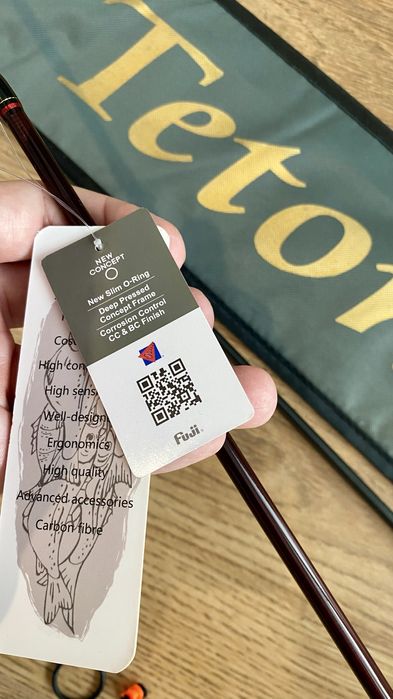 Teto
NEW
CONCEPT
O
New Slim O-Ring
Deep Pressed
Concept Frame
Corrosion Control
CC & BC Finish
Fuji
High
High
Well-design
Ergonomics
High quality
Advanced accessories
Carbon fibre